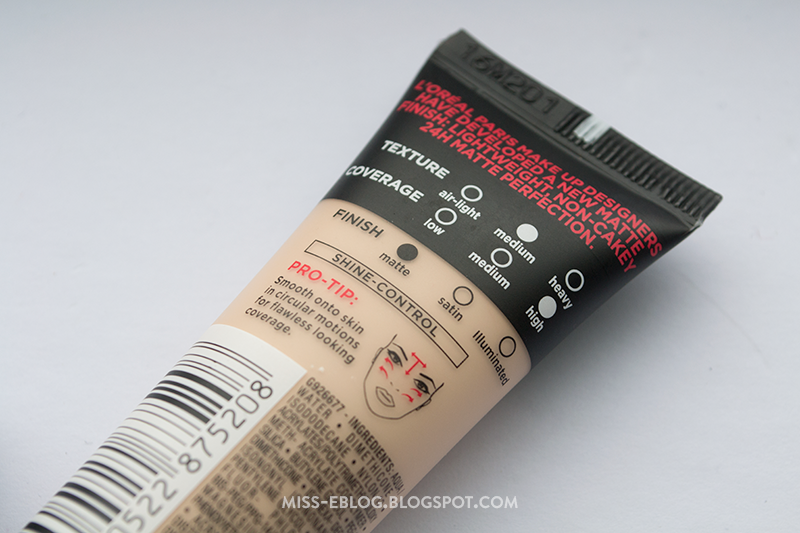 16M201
L'ORÉAL PARIS MAKE UP DESIGNERS
HAVE DEVELOPED A NEW MATTE
FINISH: LIGHTWEIGHT, NON-CAKEY
24H MATTE PERFECTION.
TEXTURE
air-light
medium
heavy
COVERAGE
low
medium
high
FINISH
matte
satin
Illuminated
SHINE-CONTROL
PRO-TIP:
Smooth onto skin
in circular motions
for flawless looking
coverage.
T
G926677 - INGREDIENTS
WATER • DIMETHICONE
ISODODECANE
0522 875208
MISS-EBLOG.BLOGSPOT.COM